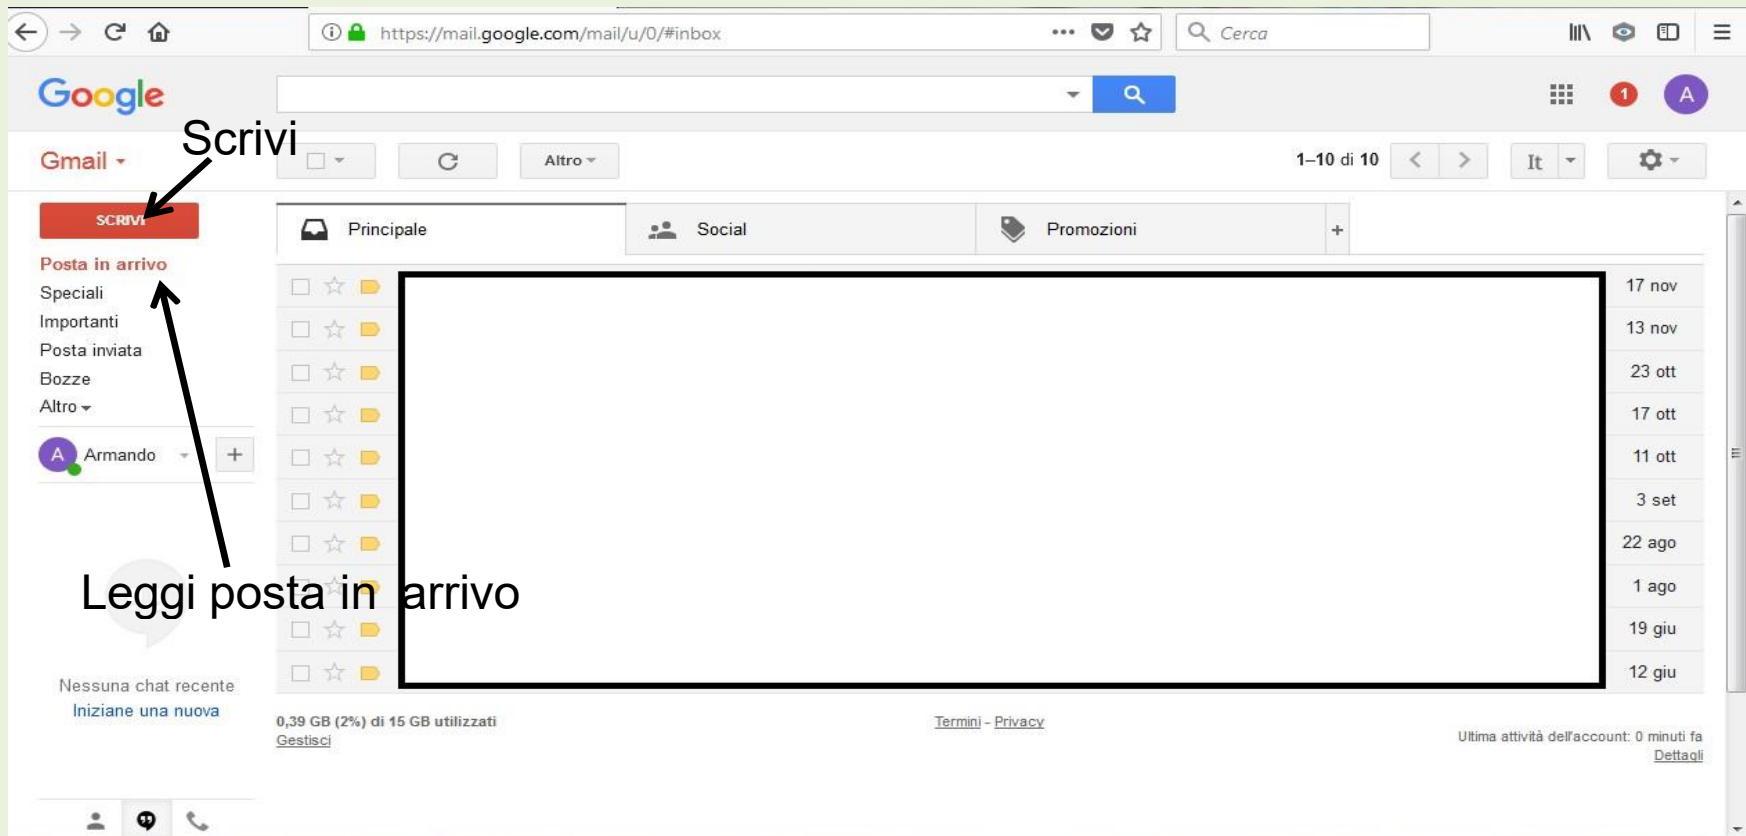 https://mail.google.com/mail/u/0/#inbox
Cerca
Google
1
A
Scrivi
Gmail
Altro
1–10 di 10
It
SCRIVI
Principale
Social
Promozioni
+
Posta in arrivo
Speciali
Importanti
Posta inviata
Bozze
Altro
A Armando +
17 nov
13 nov
23 ott
17 ott
11 ott
3 set
22 ago
1 ago
19 giu
12 giu
Leggi posta in arrivo
Nessuna chat recente
Iniziane una nuova
0,39 GB (2%) di 15 GB utilizzati
Gestisci
Termini - Privacy
Ultima attività dell'account: 0 minuti fa
Dettagli